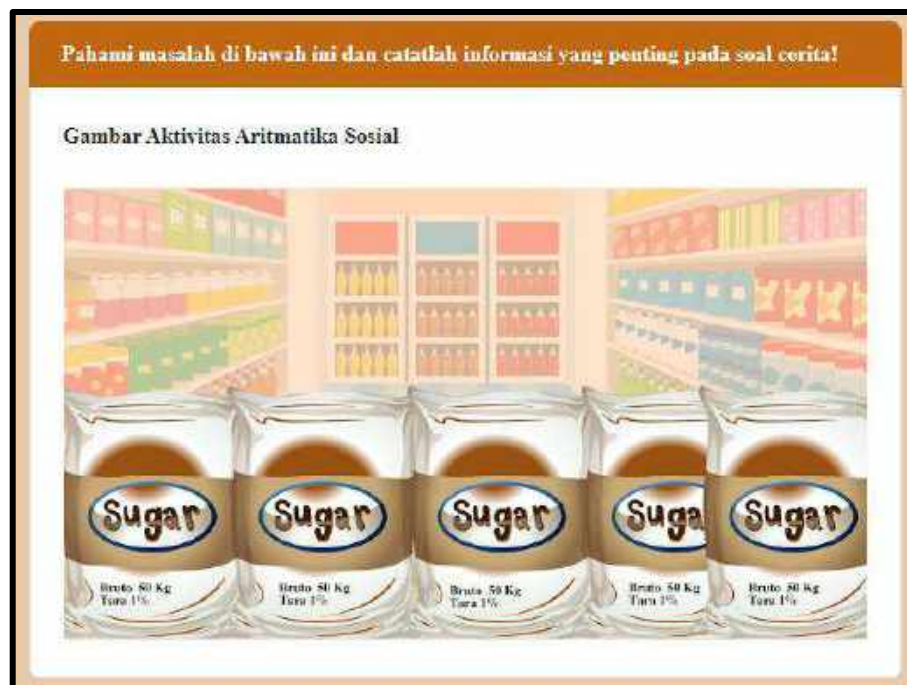 Pahami masalah di bawah ini dan catatlah informasi yang penting pada soal cerita!
Gambar Aktivitas Aritmatika Sosial
Sugar
Sugar
Sugar
Suga
Sugar
Bruto 50 Kg
Tara 1%
Bruto 50 Kg
Tara 1%
Bruto 50 Kg
Tara 1%
Bruto 50 Kg
Tara 1%
Bruto 50 Kg
Tara 1%